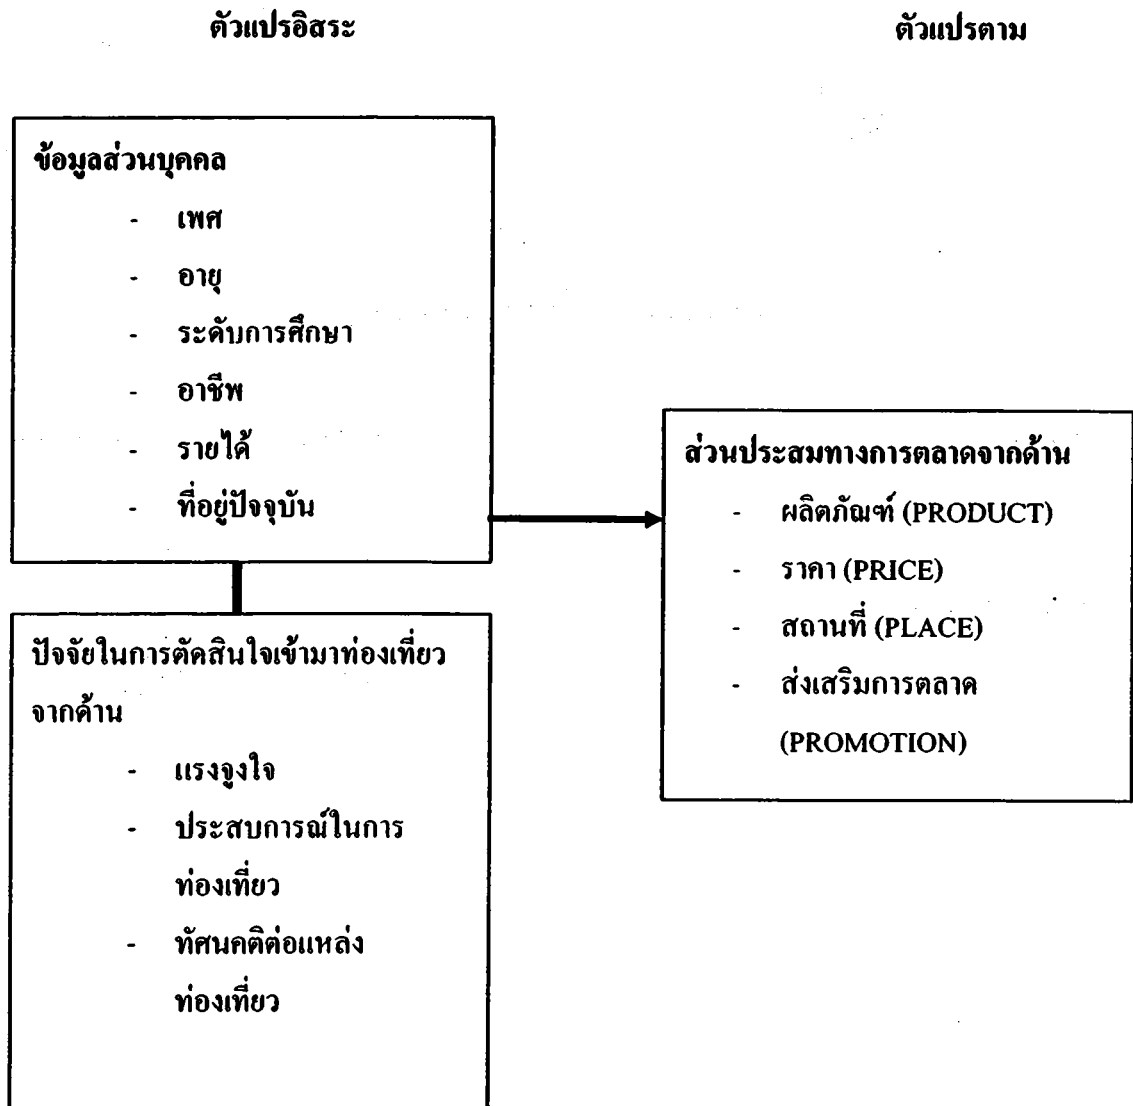 ตัวแปรอิสระ
ตัวแปรตาม
ข้อมูลส่วนบุคคล
- เพศ
- อายุ
- ระดับการศึกษา
- อาชีพ
- รายได้
- ที่อยู่ปัจจุบัน
ปัจจัยในการตัดสินใจเข้ามาท่องเที่ยว
จากด้าน
- แรงจูงใจ
- ประสบการณ์ในการ
ท่องเที่ยว
- ทัศนคติต่อแหล่ง
ท่องเที่ยว
ส่วนประสมทางการตลาดจากด้าน
- ผลิตภัณฑ์ (PRODUCT)
- ราคา (PRICE)
- สถานที่ (PLACE)
- ส่งเสริมการตลาด
(PROMOTION)